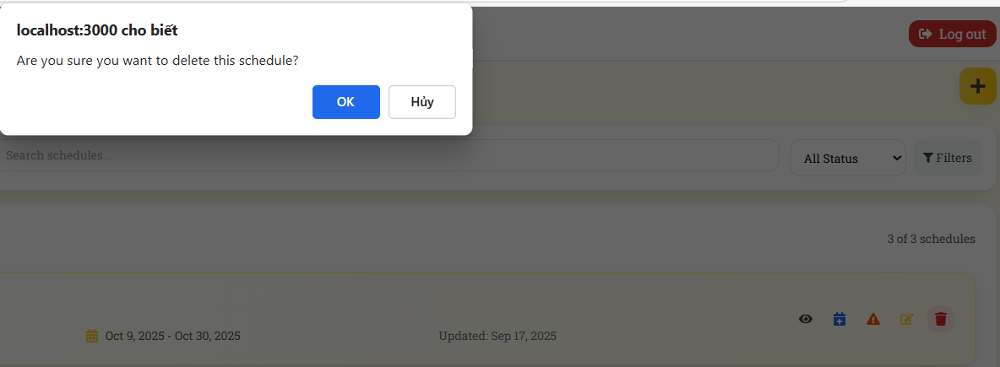 localhost:3000 cho biết
Are you sure you want to delete this schedule?
OK
Hủy
Log out
Search schedules...
All Status
Filters
3 of 3 schedules
Oct 9, 2025 - Oct 30, 2025
Updated: Sep 17, 2025